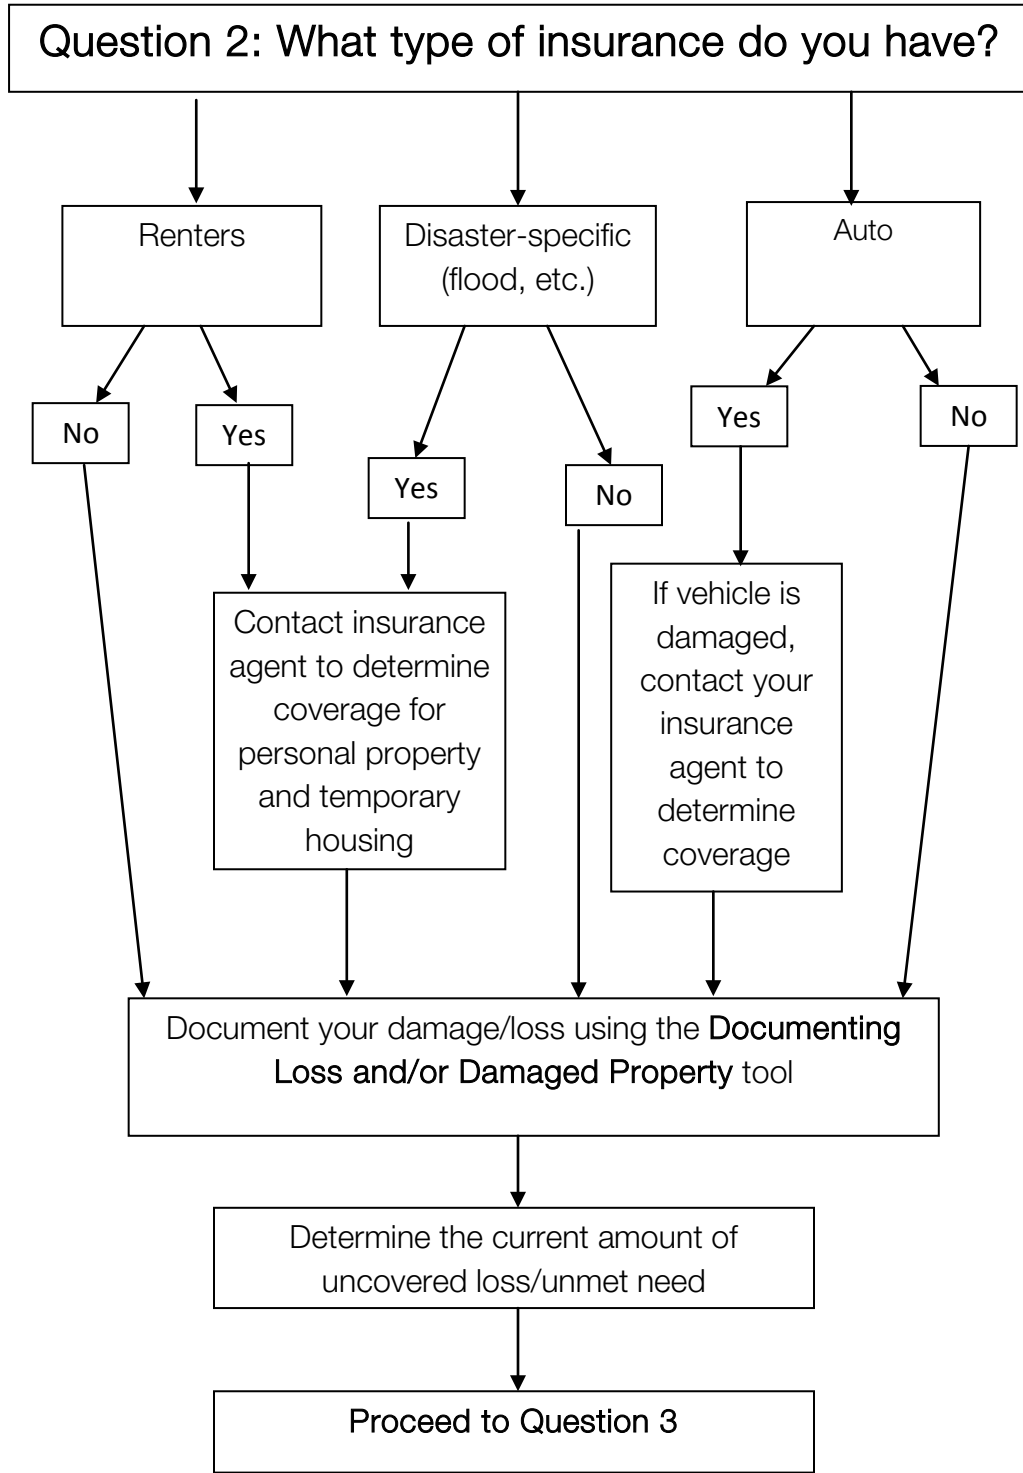 Question 2: What type of insurance do you have?
Renters
Disaster-specific
(flood, etc.)
Auto
No
Yes
Yes
No
Yes
No
Contact insurance
agent to determine
coverage for
personal property
and temporary
housing
If vehicle is
damaged,
contact your
insurance
agent to
determine
coverage
Document your damage/loss using the Documenting
Loss and/or Damaged Property tool
Determine the current amount of
uncovered loss/unmet need
Proceed to Question 3